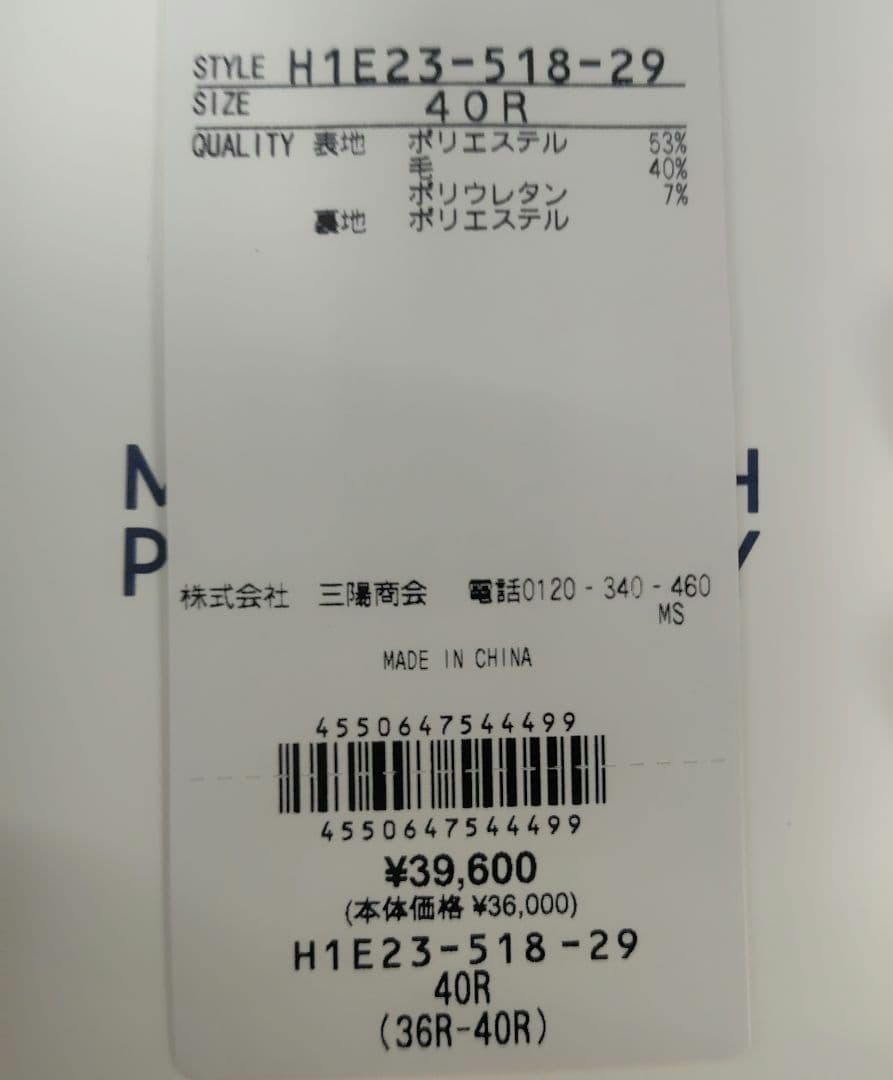 STYLE H1E23-518-29
SIZE 40R
QUALITY 表地 ポリエステル 53%
毛 40%
ポリウレタン 7%
裏地 ポリエステル
M H
P Y
株式会社 三陽商会 電話0120-340-460
MS
MADE IN CHINA
4550647544499
4550647544499
¥39,600
(本体価格 ¥36,000)
H1E23-518-29
40R
(36R-40R)